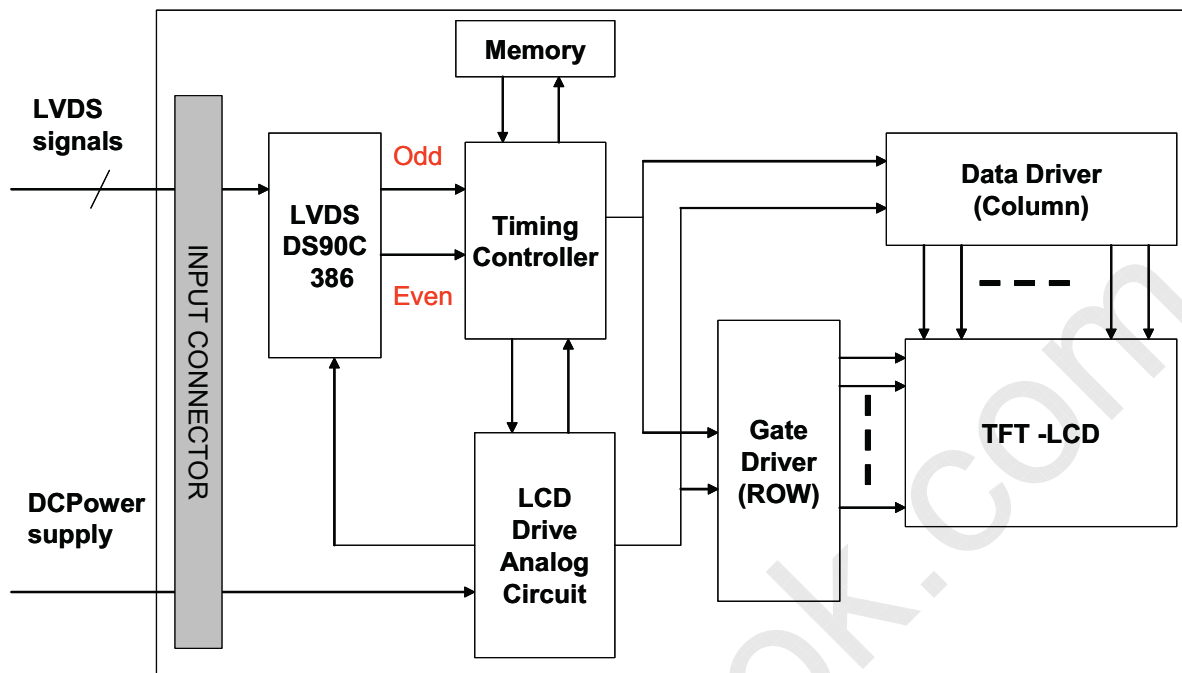 Memory
LVDS
signals
Odd
Even
LVDS
DS90C
386
Timing
Controller
Data Driver
(Column)
INPUT CONNECTOR
Gate
Driver
(ROW)
TFT -LCD
DCPower
supply
LCD
Drive
Analog
Circuit
ok.com